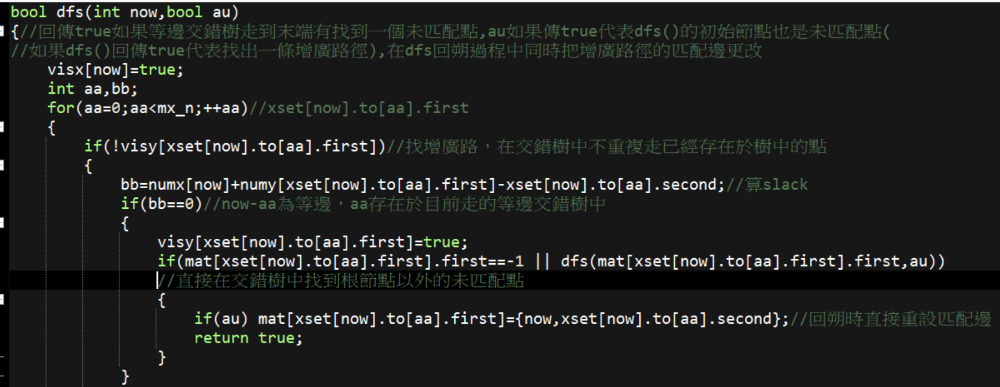 bool dfs(int now,bool au)
{//回傳true如果等邊交錯樹走到末端有找到一個未匹配點,au如果傳true代表dfs()的初始節點也是未匹配點(
//如果dfs()回傳true代表找出一條增廣路徑),在dfs回朔過程中同時把增廣路徑的匹配邊更改
visx[now]=true;
int aa,bb;
for(aa=0;aa<mx_n;++aa)//xset[now].to[aa].first
{
if(!visy[xset[now].to[aa].first])//找增廣路，在交錯樹中不重複走已經存在於樹中的點
{
bb=numx[now]+numy[xset[now].to[aa].first]-xset[now].to[aa].second;//算slack
if(bb==0)//now-aa為等邊，aa存在於目前走的等邊交錯樹中
{
visy[xset[now].to[aa].first]=true;
if(mat[xset[now].to[aa].first].first==-1 || dfs(mat[xset[now].to[aa].first].first,au))
//直接在交錯樹中找到根節點以外的未匹配點
{
if(au) mat[xset[now].to[aa].first]={now,xset[now].to[aa].second};//回朔時直接重設匹配邊
return true;
}
}